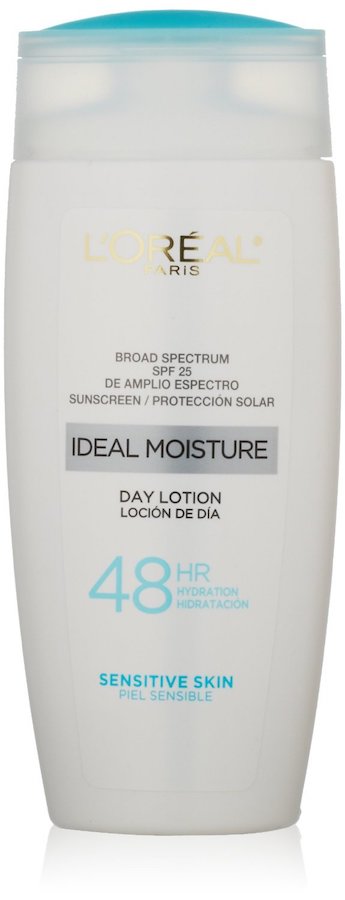 L'ORÉAL®
PARIS
BROAD SPECTRUM
SPF 25
DE AMPLIO ESPECTRO
SUNSCREEN / PROTECCIÓN SOLAR
IDEAL MOISTURE
DAY LOTION
LOCIÓN DE DÍA
48 HR
HYDRATION
HIDRATACIÓN
SENSITIVE SKIN
PIEL SENSIBLE